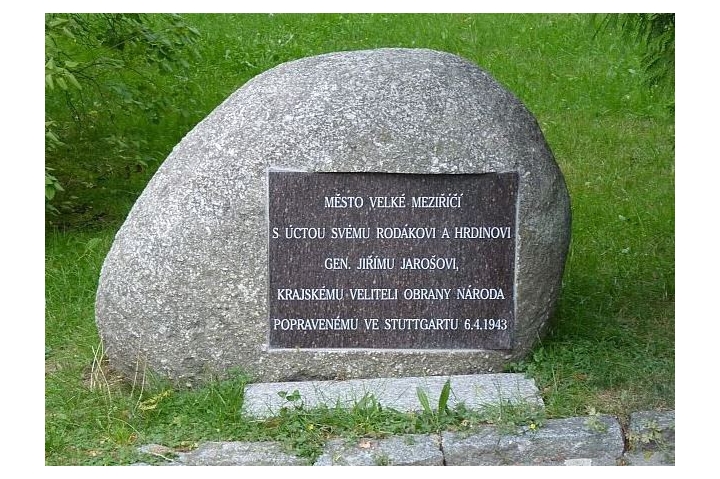 MĚSTO VELKÉ MEZIŘÍČÍ
S ÚCTOU SVÉMU RODÁKOVI A HRDINOVI
GEN. JIŘÍMU JAROŠOVI,
KRAJSKÉMU VELITELI OBRANY NÁRODA
POPRAVENÉMU VE STUTTGARTU 6.4.1943